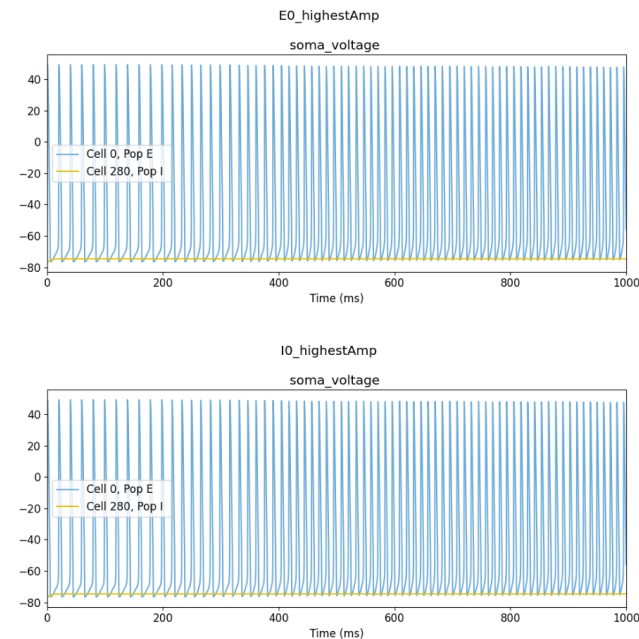 E0_highestAmp
soma_voltage
40
20
0
−20
−40
−60
−80
Cell 0, Pop E
Cell 280, Pop I
0 200 400 600 800 1000
Time (ms)
I0_highestAmp
soma_voltage
40
20
0
−20
−40
−60
−80
Cell 0, Pop E
Cell 280, Pop I
0 200 400 600 800 1000
Time (ms)